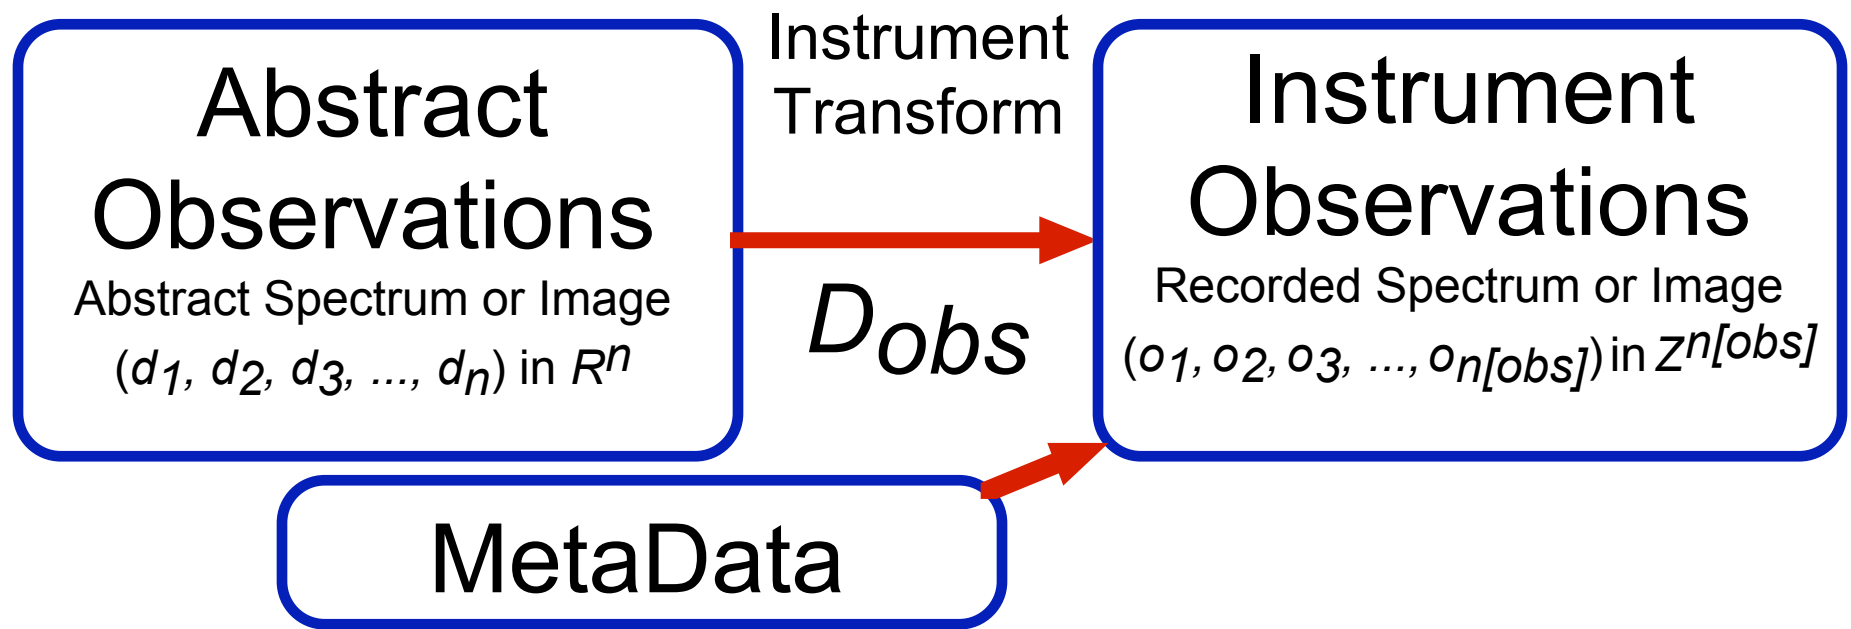 Abstract
Observations
Abstract Spectrum or Image
(d1, d2, d3, ..., dn) in Rn
Instrument
Transform
Dobs
Instrument
Observations
Recorded Spectrum or Image
(o1, o2, o3, ..., on[obs]) in Zn[obs]
MetaData